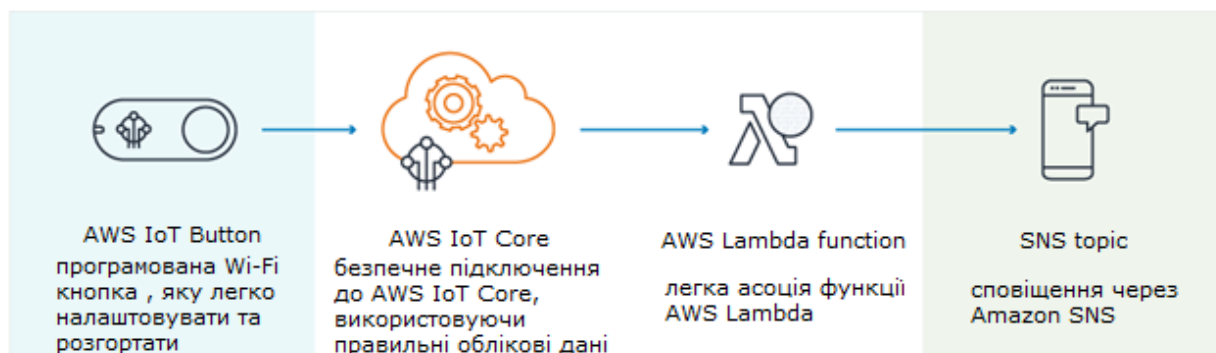 AWS IoT Button
програмована Wi-Fi
кнопка , яку легко
налаштовувати та
розгортати
AWS IoT Core
безпечне підключення
до AWS IoT Core,
використовуючи
правильні облікові дані
AWS Lambda function
легка асоція функції
AWS Lambda
SNS topic
сповіщення через
Amazon SNS